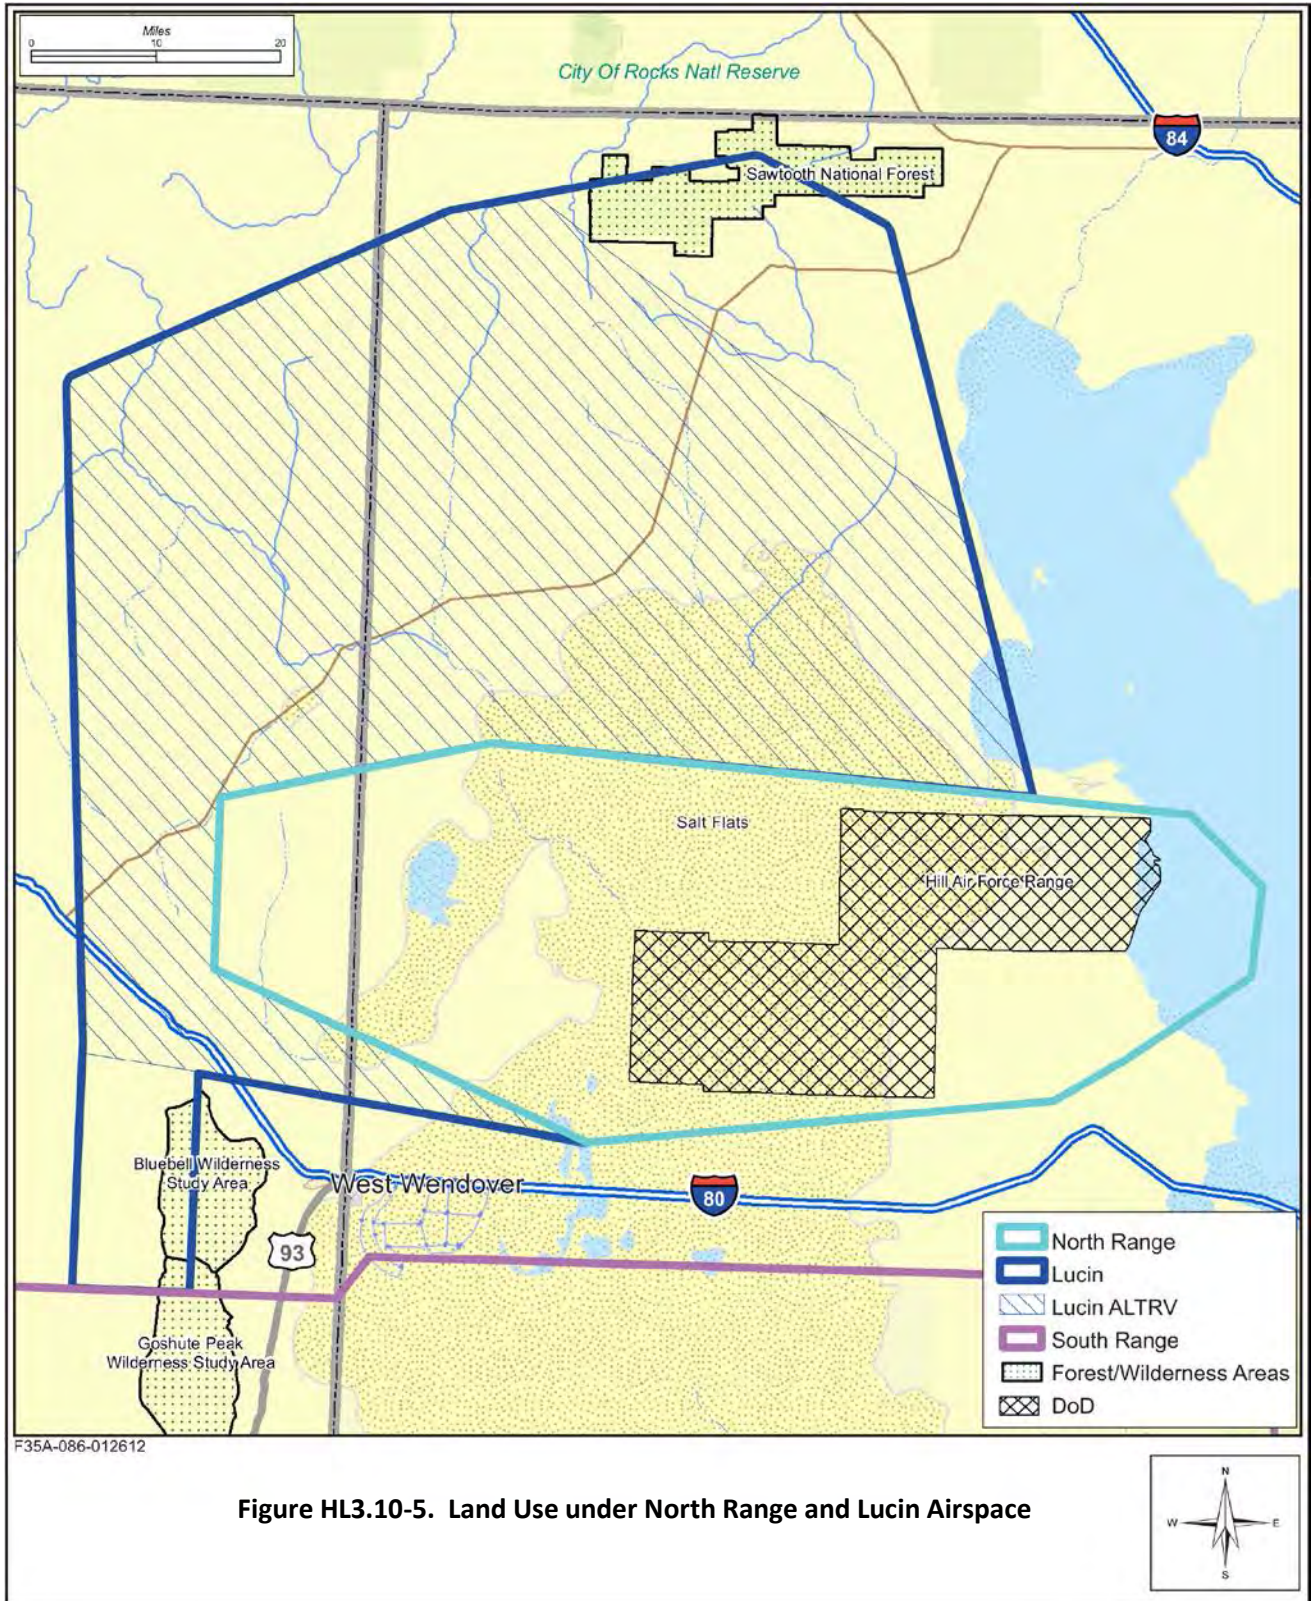 Miles
0 10 20
City Of Rocks Natl Reserve
84
Sawtooth National Forest
Salt Flats
Hill Air Force Range
Bluebell Wilderness
Study Area
West Wendover
80
93
Goshute Peak
Wilderness Study Area
North Range
Lucin
Lucin ALTRV
South Range
Forest/Wilderness Areas
DoD
F35A-086-012612
Figure HL3.10-5. Land Use under North Range and Lucin Airspace
N
W E
S